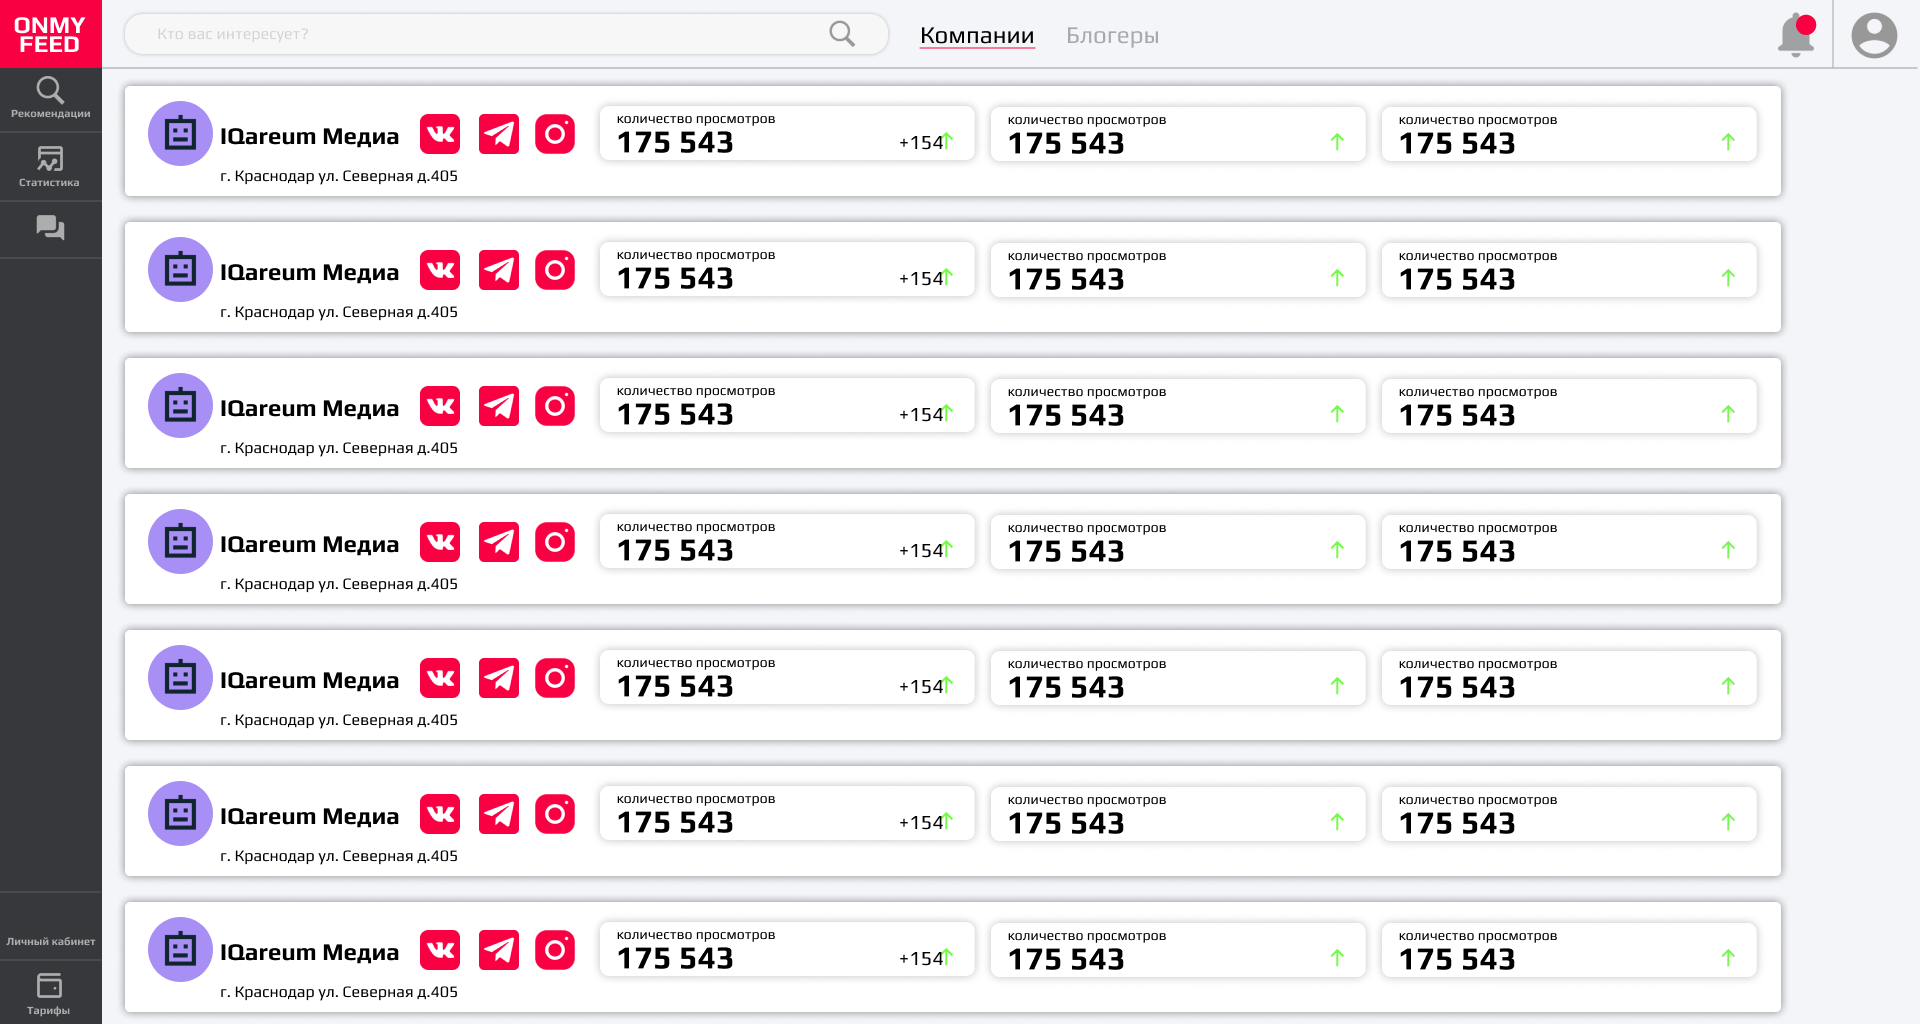 ONMY
FEED
Кто вас интересует?
Компании
Блогеры
Рекомендации
Статистика
Личный кабинет
Тарифы
IQareum Медиа
г. Краснодар ул. Северная д.405
количество просмотров
175 543
+154
количество просмотров
175 543
количество просмотров
175 543
IQareum Медиа
г. Краснодар ул. Северная д.405
количество просмотров
175 543
+154
количество просмотров
175 543
количество просмотров
175 543
IQareum Медиа
г. Краснодар ул. Северная д.405
количество просмотров
175 543
+154
количество просмотров
175 543
количество просмотров
175 543
IQareum Медиа
г. Краснодар ул. Северная д.405
количество просмотров
175 543
+154
количество просмотров
175 543
количество просмотров
175 543
IQareum Медиа
г. Краснодар ул. Северная д.405
количество просмотров
175 543
+154
количество просмотров
175 543
количество просмотров
175 543
IQareum Медиа
г. Краснодар ул. Северная д.405
количество просмотров
175 543
+154
количество просмотров
175 543
количество просмотров
175 543
IQareum Медиа
г. Краснодар ул. Северная д.405
количество просмотров
175 543
+154
количество просмотров
175 543
количество просмотров
175 543